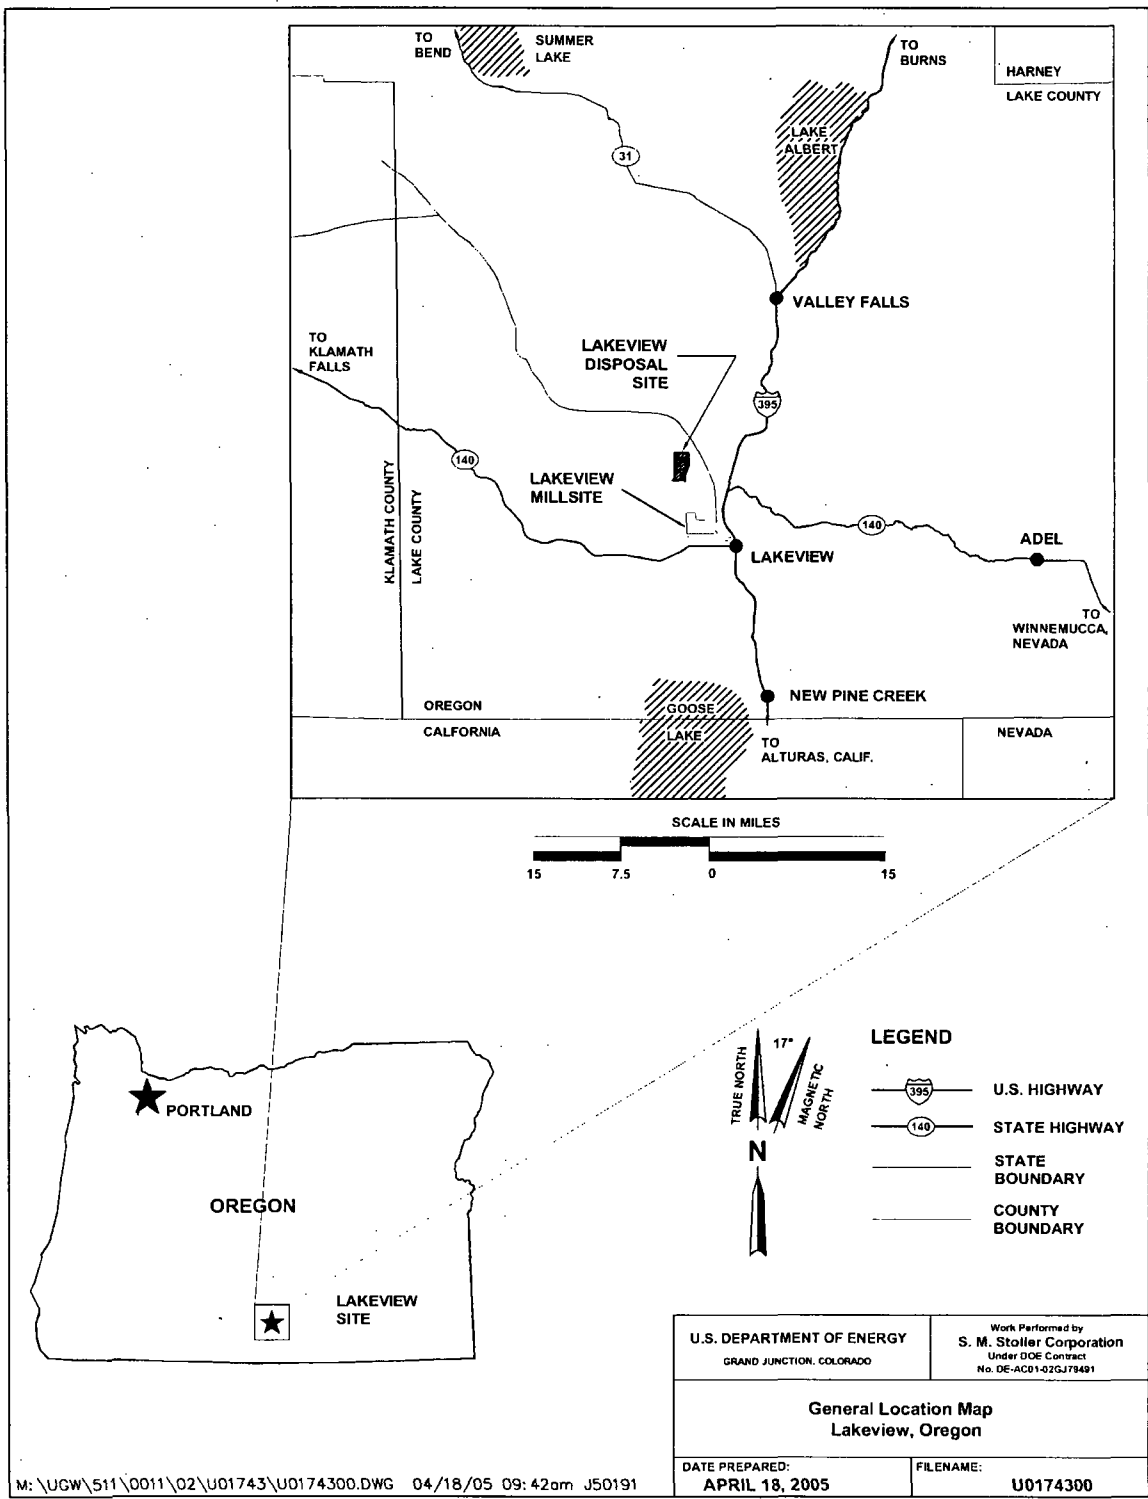 TO
BEND
SUMMER
LAKE
TO
BURNS
HARNEY
LAKE COUNTY
LAKE
ALBERT
31
VALLEY FALLS
TO
KLAMATH
FALLS
LAKEVIEW
DISPOSAL
SITE
395
140
LAKEVIEW
MILLSITE
KLAMATH COUNTY
LAKE COUNTY
140
ADEL
LAKEVIEW
TO
WINNEMUCCA,
NEVADA
NEW PINE CREEK
OREGON
CALFORNIA
GOOSE
LAKE
TO
ALTURAS, CALIF.
NEVADA
SCALE IN MILES
15 7.5 0 15
PORTLAND
OREGON
LAKEVIEW
SITE
TRUE NORTH
17°
MAGNETIC
NORTH
N
LEGEND
395 U.S. HIGHWAY
140 STATE HIGHWAY
STATE
BOUNDARY
COUNTY
BOUNDARY
U.S. DEPARTMENT OF ENERGY
GRAND JUNCTION, COLORADO
Work Performed by
S. M. Stoller Corporation
Under DOE Contract
No. DE-AC01-02GJ79491
General Location Map
Lakeview, Oregon
DATE PREPARED:
APRIL 18, 2005
FILENAME:
U0174300
M:\UGW\511\0011\02\U01743\U0174300.DWG 04/18/05 09:42am J50191